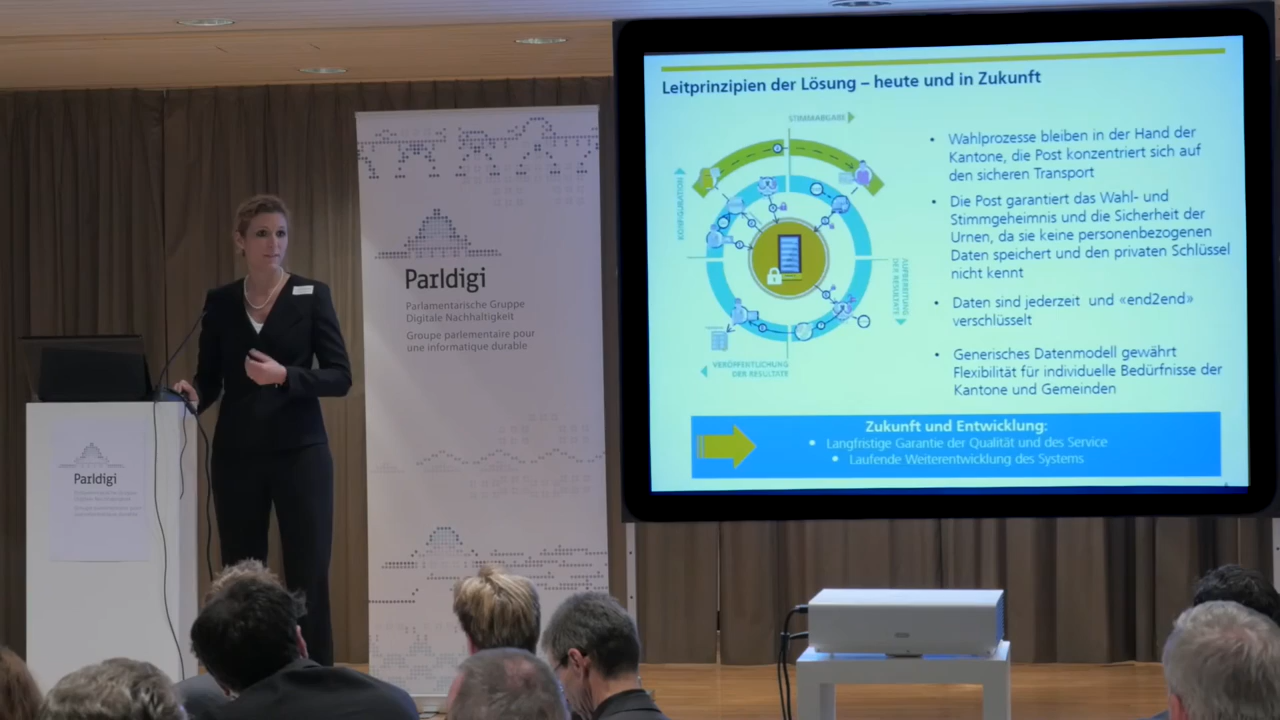 Leitprinzipien der Lösung – heute und in Zukunft
STIMMABGABE
KONFIGURATION
AUFBEREITUNG
DER RESULTATE
VERÖFFENTLICHUNG
DER RESULTATE
• Wahlprozesse bleiben in der Hand der
Kantone, die Post konzentriert sich auf
den sicheren Transport
• Die Post garantiert das Wahl- und
Stimmgeheimnis und die Sicherheit der
Urnen, da sie keine personenbezogenen
Daten speichert und den privaten Schlüssel
nicht kennt
• Daten sind jederzeit und «end2end»
verschlüsselt
• Generisches Datenmodell gewährt
Flexibilität für individuelle Bedürfnisse der
Kantone und Gemeinden
Zukunft und Entwicklung:
• Langfristige Garantie der Qualität und des Service
• Laufende Weiterentwicklung des Systems
Parldigi
Parlamentarische Gruppe
Digitale Nachhaltigkeit
Groupe parlementaire pour
une informatique durable
Parldigi